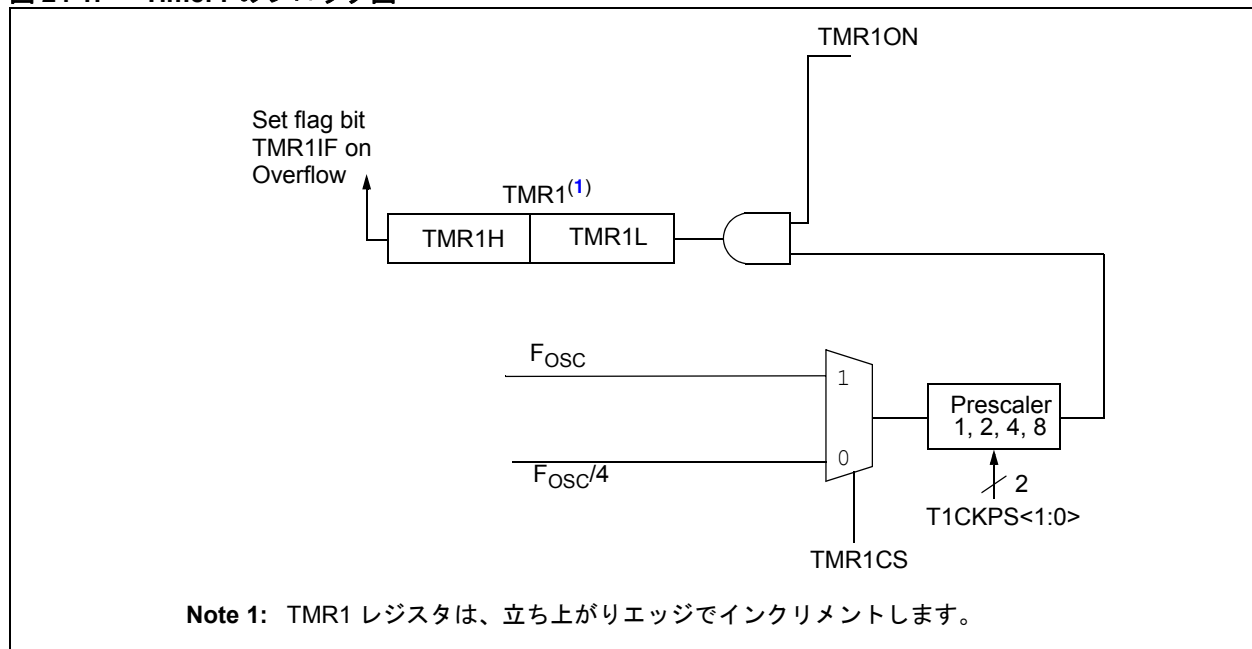 TMR1ON
Set flag bit
TMR1IF on
Overflow
TMR1(1)
TMR1H
TMR1L
FOSC
1
Prescaler
1, 2, 4, 8
0
FOSC/4
2
T1CKPS<1:0>
TMR1CS
Note 1: TMR1 レジスタは、立ち上がりエッジでインクリメントします。